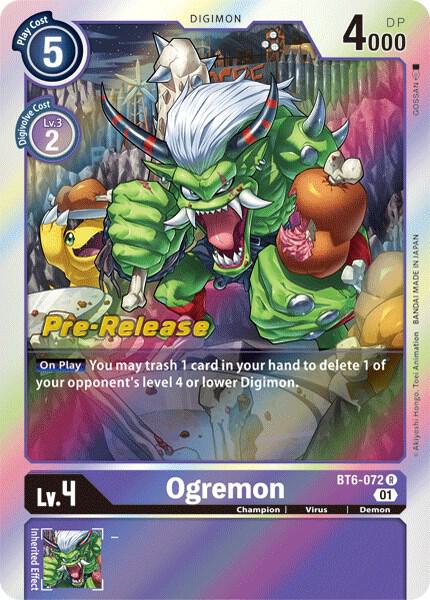 DIGIMON
Play Cost
5
DP
4000
Digivolve Cost
Lv.3
2
GOSSAN
Pre-Release
On Play You may trash 1 card in your hand to delete 1 of
your opponent's level 4 or lower Digimon.
© Akiyoshi Hongo, Toei Animation BANDAI MADE IN JAPAN
BT6-072 R
Lv.4 Ogremon 01
Champion | Virus | Demon
Inherited Effect
-